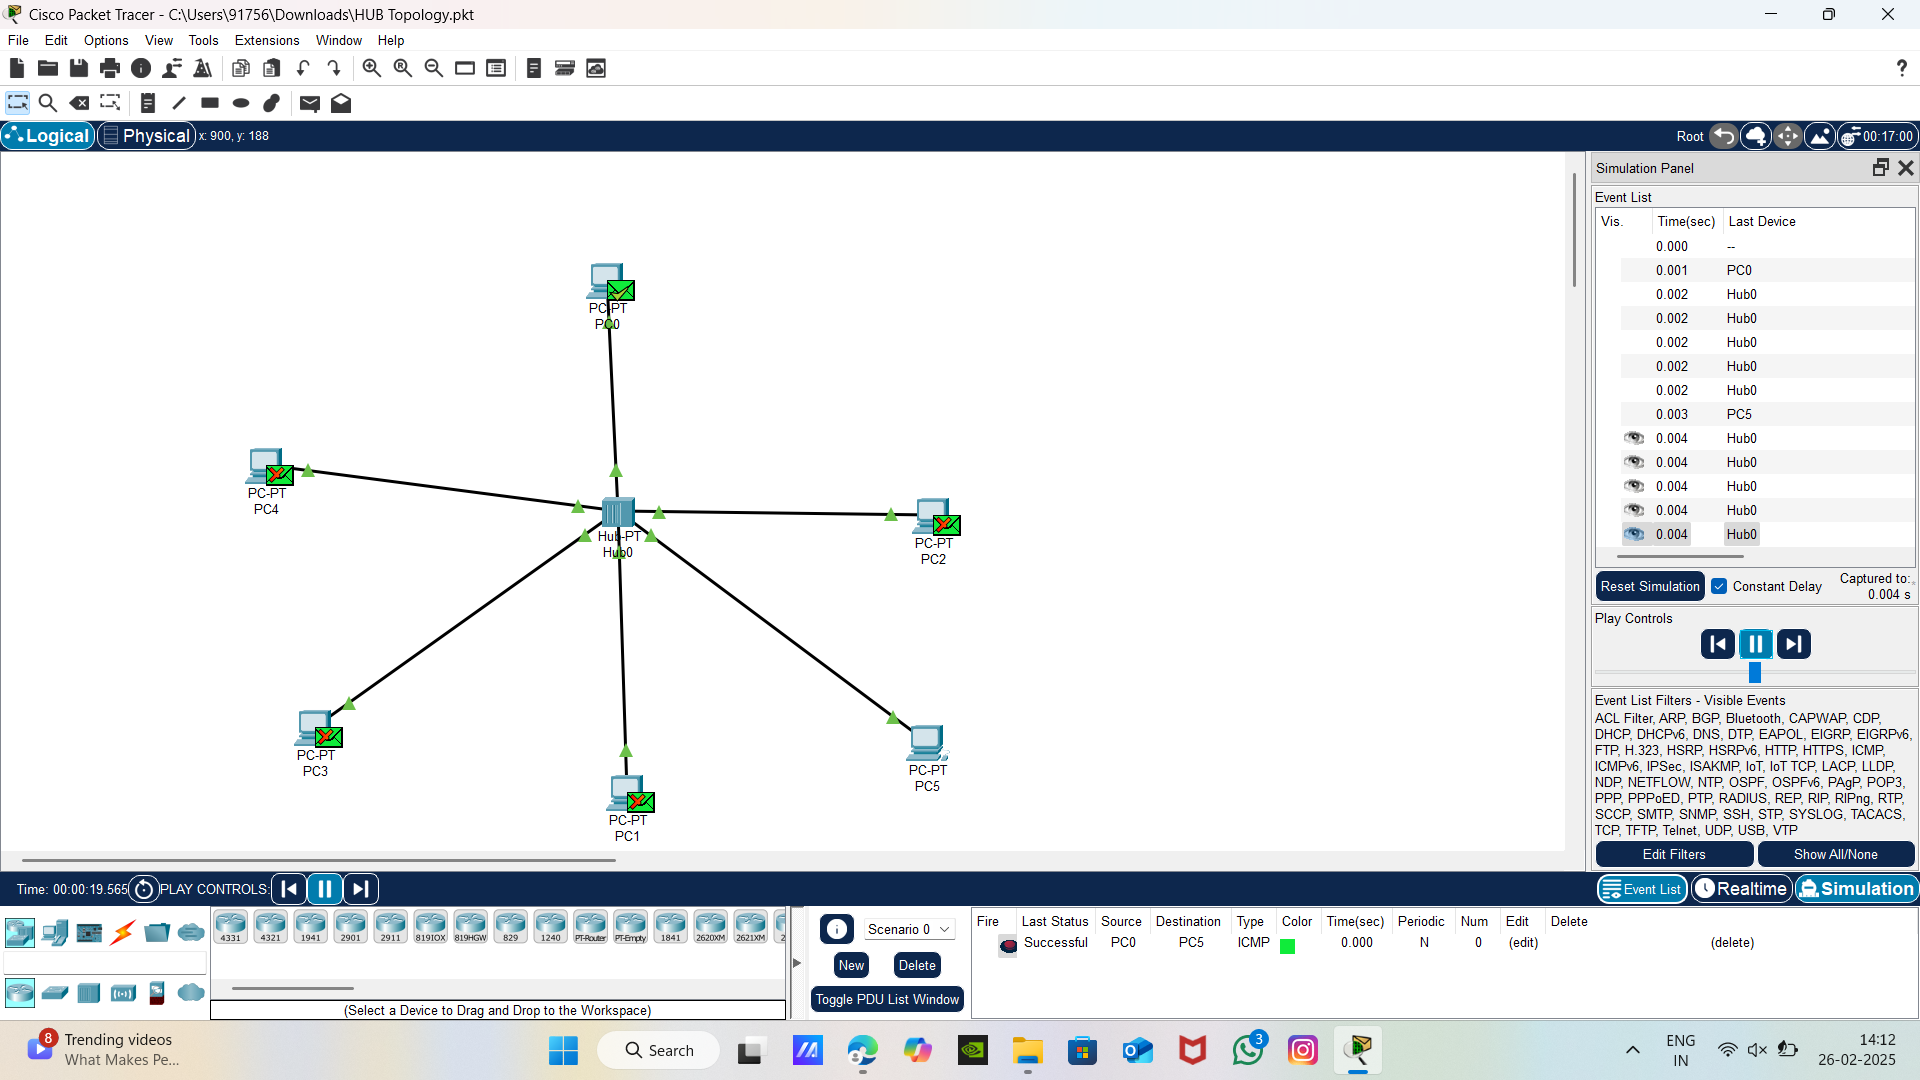 Cisco Packet Tracer - C:\Users\91756\Downloads\HUB Topology.pkt
File Edit Options View Tools Extensions Window Help
?
Logical Physical x: 900, y: 188
Root 00:17:00
Simulation Panel
Event List
Vis. Time(sec) Last Device
0.000 --
0.001 PC0
0.002 Hub0
0.002 Hub0
0.002 Hub0
0.002 Hub0
0.002 Hub0
0.003 PC5
0.004 Hub0
0.004 Hub0
0.004 Hub0
0.004 Hub0
0.004 Hub0
Reset Simulation Constant Delay Captured to:
0.004 s
Play Controls
Event List Filters - Visible Events
ACL Filter, ARP, BGP, Bluetooth, CAPWAP, CDP,
DHCP, DHCPv6, DNS, DTP, EAPOL, EIGRP, EIGRPv6,
FTP, H.323, HSRP, HSRPv6, HTTP, HTTPS, ICMP,
ICMPv6, IPSec, ISAKMP, IoT, IoT TCP, LACP, LLDP,
NDP, NETFLOW, NTP, OSPF, OSPFv6, PAgP, POP3,
PPP, PPPoED, PTP, RADIUS, REP, RIP, RIPng, RTP,
SCCP, SMTP, SNMP, SSH, STP, SYSLOG, TACACS,
TCP, TFTP, Telnet, UDP, USB, VTP
Edit Filters Show All/None
PC-PT
PC0
PC-PT
PC4
Hub-PT
Hub0
PC-PT
PC2
PC-PT
PC3
PC-PT
PC5
PC-PT
PC1
Time: 00:00:19.565 PLAY CONTROLS:
Event List Realtime Simulation
4331 4321 1941 2901 2911 819IOX 819HGW 829 1240 PT-Router PT-Empty 1841 2620XM 2621XM 2
(Select a Device to Drag and Drop to the Workspace)
Scenario 0
New Delete
Toggle PDU List Window
Fire Last Status Source Destination Type Color Time(sec) Periodic Num Edit Delete
Successful PC0 PC5 ICMP 0.000 N 0 (edit) (delete)
8
Trending videos
What Makes Pe...
Search
3
ENG
IN
14:12
26-02-2025